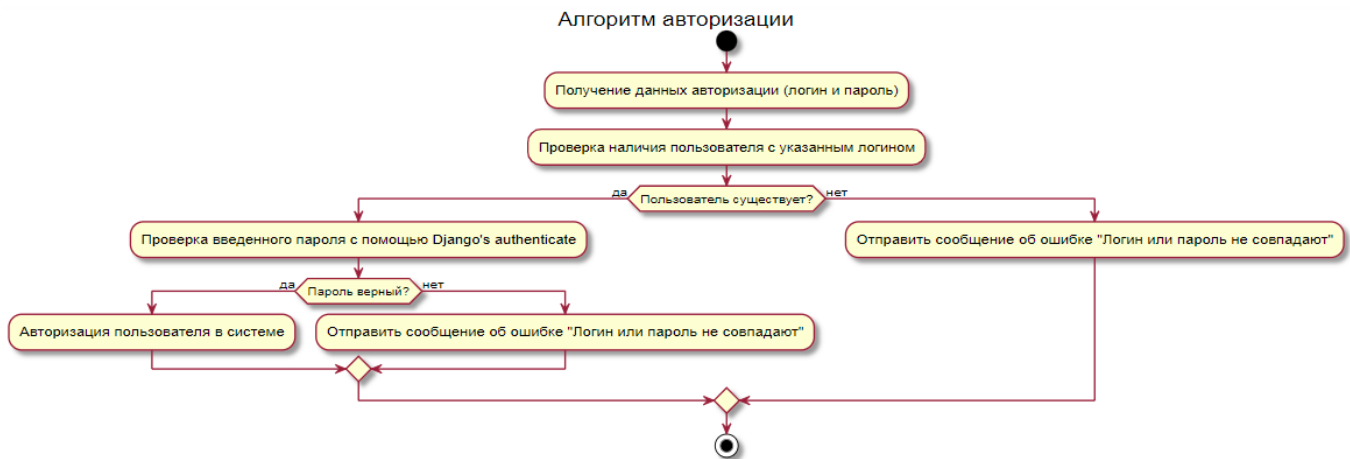 Алгоритм авторизации
Получение данных авторизации (логин и пароль)
Проверка наличия пользователя с указанным логином
да
Пользователь существует?
нет
Проверка введенного пароля с помощью Django's authenticate
Отправить сообщение об ошибке "Логин или пароль не совпадают"
да
Пароль верный?
нет
Авторизация пользователя в системе
Отправить сообщение об ошибке "Логин или пароль не совпадают"